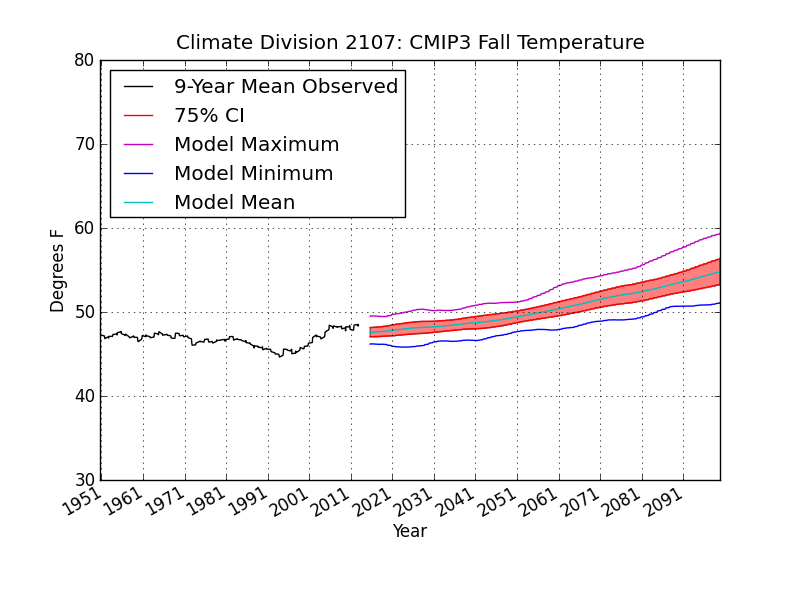 Climate Division 2107: CMIP3 Fall Temperature
80
70
60
50
40
30
Degrees F
9-Year Mean Observed
75% CI
Model Maximum
Model Minimum
Model Mean
1951 1961 1971 1981 1991 2001 2011 2021 2031 2041 2051 2061 2071 2081 2091
Year